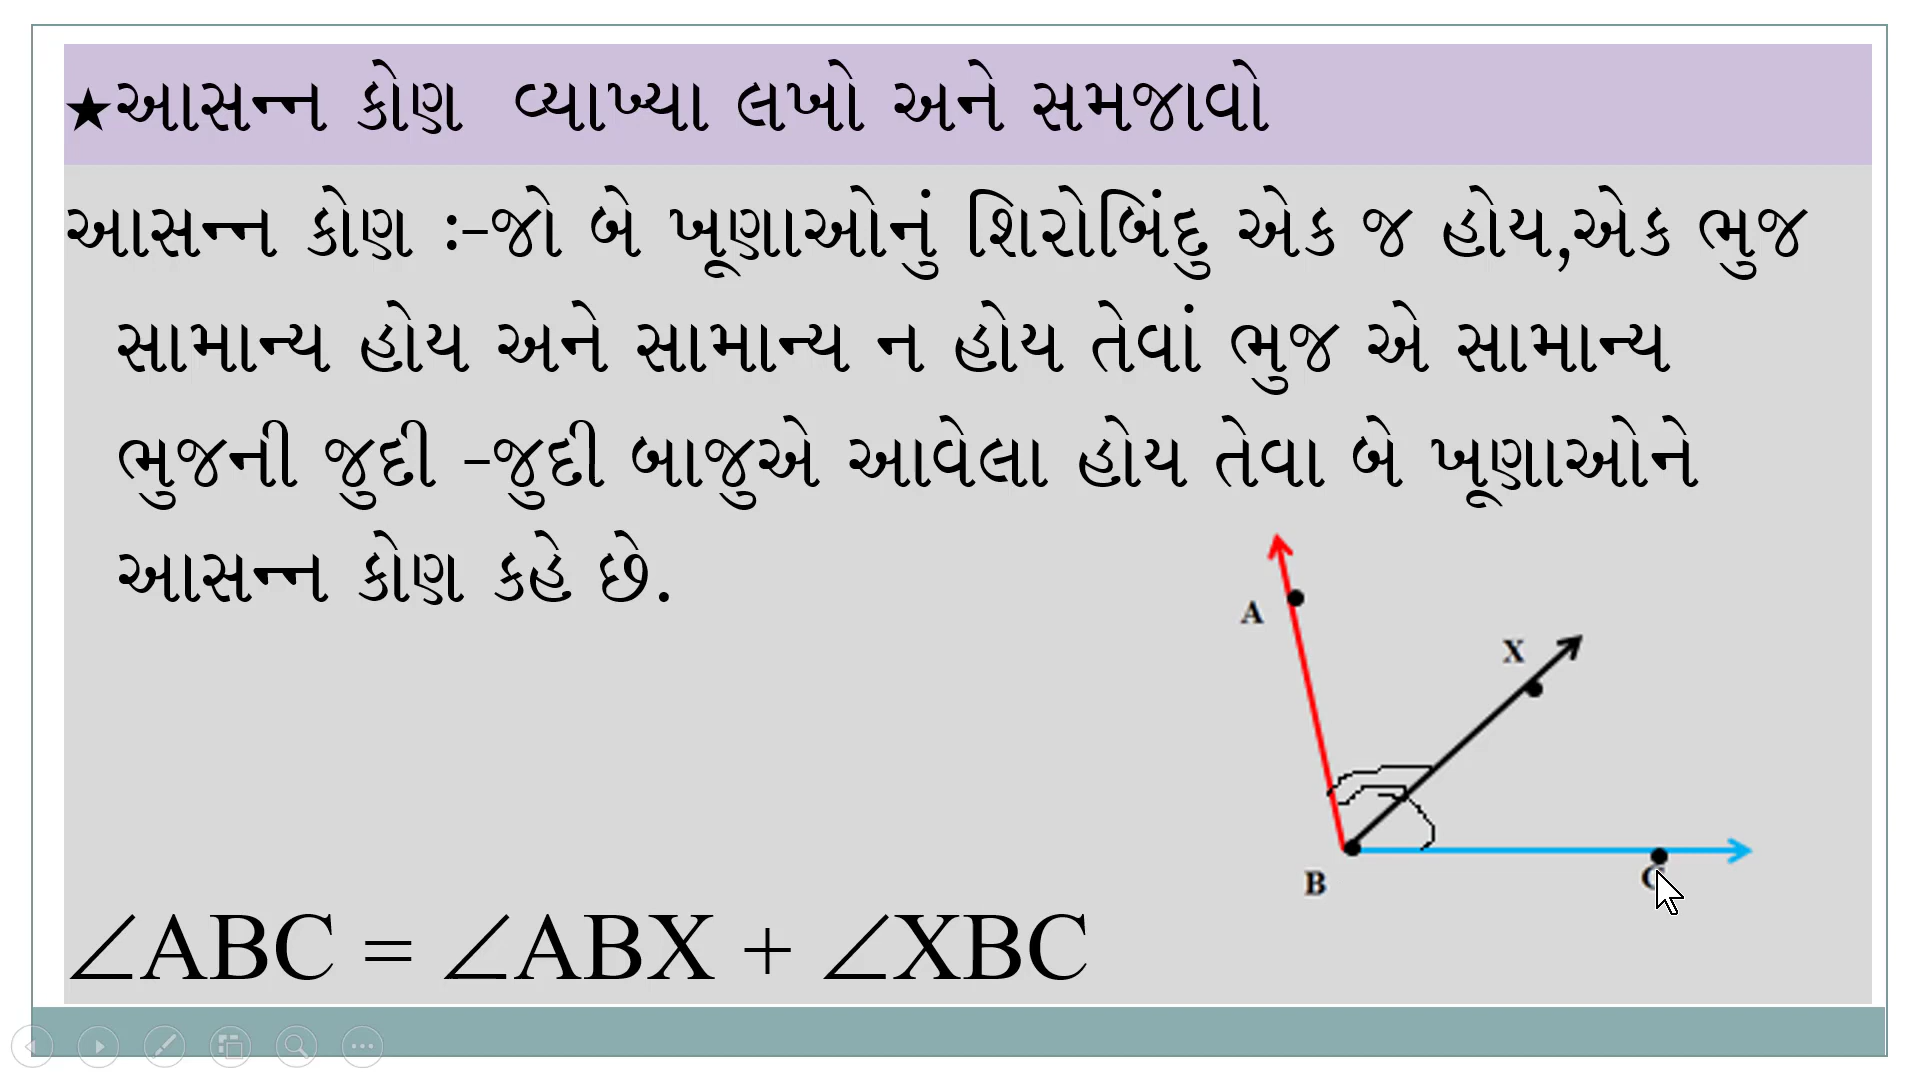 ★આસન્ન કોણ વ્યાખ્યા લખો અને સમજાવો
આસન્ન કોણ :-જો બે ખૂણાઓનું શિરોબિંદુ એક જ હોય,એક ભુજ
સામાન્ય હોય અને સામાન્ય ન હોય તેવાં ભુજ એ સામાન્ય
ભુજની જુદી -જુદી બાજુએ આવેલા હોય તેવા બે ખૂણાઓને
આસન્ન કોણ કહે છે.
A
X
B
C
∠ABC = ∠ABX + ∠XBC